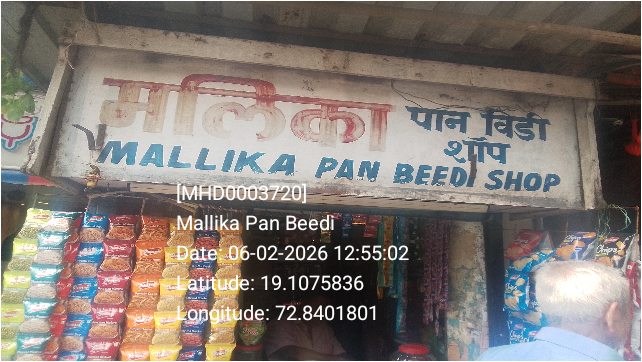 मलिका पान विडी
शॉप
MALLIKA PAN BEEDI SHOP
[MHD0003720]
Mallika Pan Beedi
Date: 06-02-2026 12:55:02
Latitude: 19.1075836
Longitude: 72.8401801